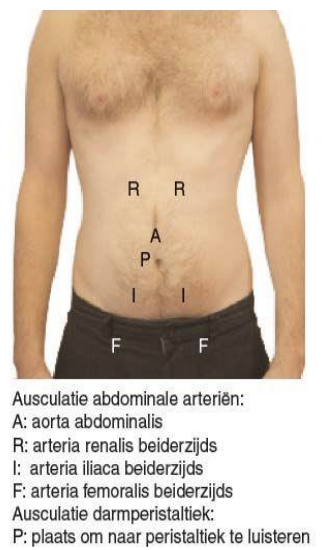 R R
A
P
I I
F F
Ausculatie abdominale arteriën:
A: aorta abdominalis
R: arteria renalis beiderzijds
I: arteria iliaca beiderzijds
F: arteria femoralis beiderzijds
Ausculatie darmperistaltiek:
P: plaats om naar peristaltiek te luisteren